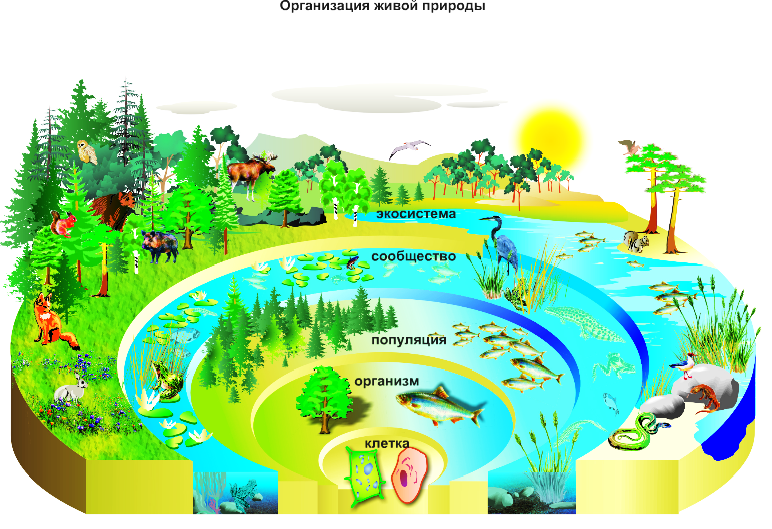 Организация живой природы
экосистема
сообщество
популяция
организм
клетка